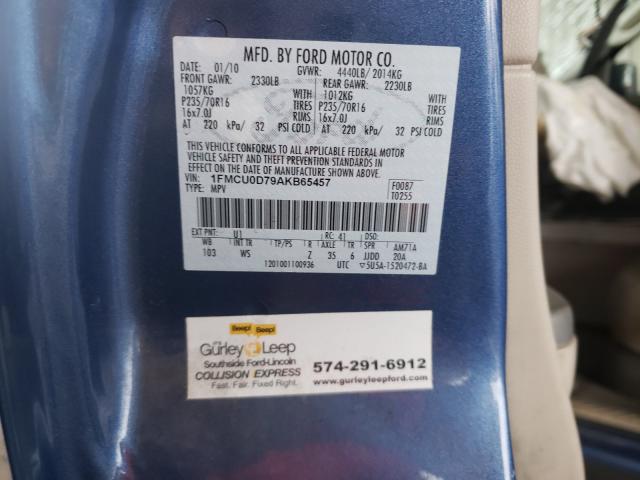 MFD. BY FORD MOTOR CO.
DATE: 01/10 GVWR: 4440LB/ 2014KG
FRONT GAWR: 2330LB REAR GAWR: 2230LB
1057KG WITH 1012KG WITH
P235/70R16 TIRES P235/70R16 TIRES
16x7.0J RIMS 16x7.0J RIMS
AT 220 kPa/ 32 PSI COLD AT 220 kPa/ 32 PSI COLD
THIS VEHICLE CONFORMS TO ALL APPLICABLE FEDERAL MOTOR
VEHICLE SAFETY AND THEFT PREVENTION STANDARDS IN
EFFECT ON THE DATE OF MANUFACTURE SHOWN ABOVE.
VIN: 1FMCU0D79AKB65457 F0087
TYPE: MPV T0255
EXT PNT: U1 RC: 41 DSO:
WB INT TR TP/PS R AXLE TR SPR AM71A
103 WS Z 35 6 JJDD 20A
1201001100936 UTC ▽5U5A-1520472-BA
Beep! Beep!
Gurley Leep
Southside Ford-Lincoln
COLLISION EXPRESS
Fast. Fair. Fixed Right.
574-291-6912
www.gurleyleepford.com